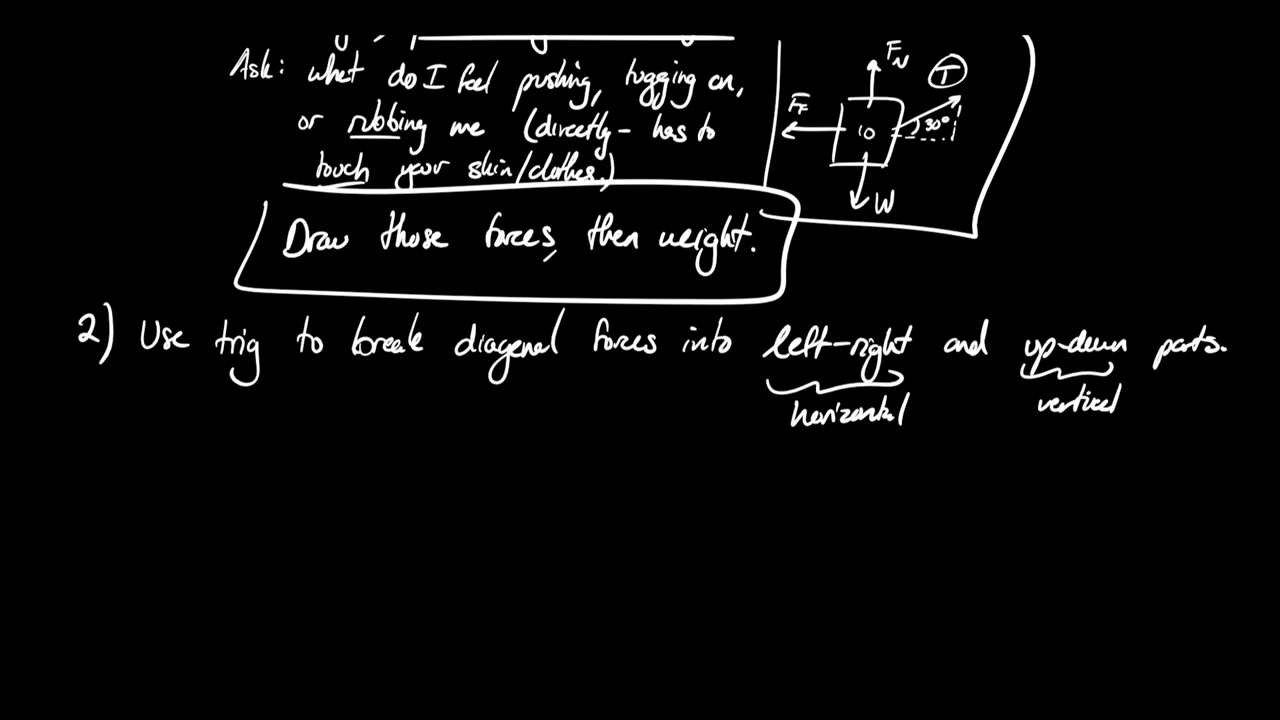 Ask: what do I feel pushing, tugging on,
or rubbing me (directly - has to
touch your skin/clothes.)
Draw those forces, then weight.
F_N
T
F_F
10
30°
W
2) Use trig to break diagonal forces into left-right and up-down parts.
horizontal
vertical